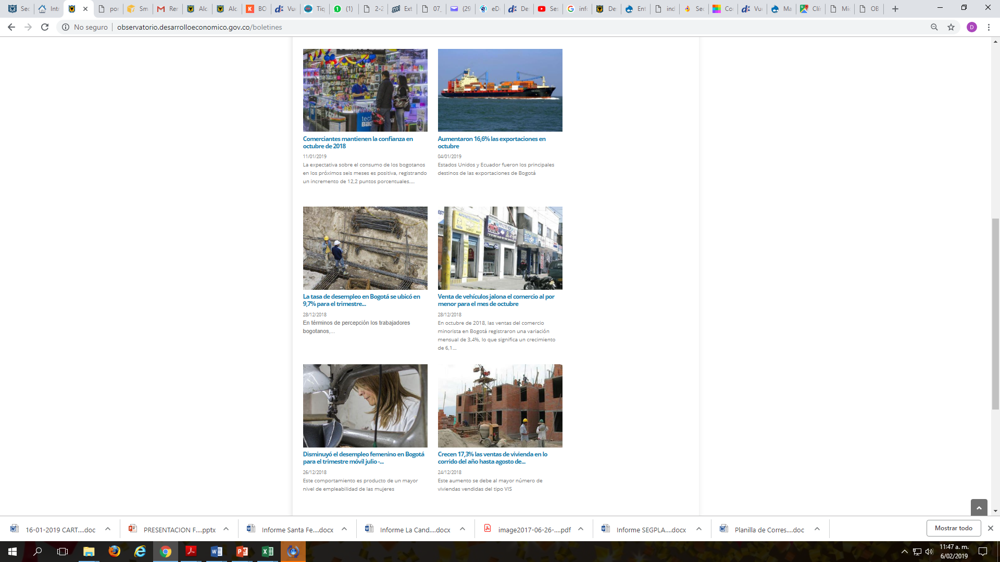 Sec
Intr
por
Sm
Rer
Alc
Alc
BO
Vue
Tiq
(1)
2-2
Ext
07_
(29
eD
De
Ses
info
De
Ent
ind
Sec
Co
Vue
Ma
Clín
Mic
OB
No seguro
observatorio.desarrolloeconomico.gov.co/boletines
D
ACCESORIOS
tech
Comerciantes mantienen la confianza en
octubre de 2018
11/01/2019
La expectativa sobre el consumo de los bogotanos
en los próximos seis meses es positiva, registrando
un incremento de 12,2 puntos porcentuales....
Aumentaron 16,6% las exportaciones en
octubre
04/01/2019
Estados Unidos y Ecuador fueron los principales
destinos de las exportaciones de Bogotá
La tasa de desempleo en Bogotá se ubicó en
9,7% para el trimestre...
28/12/2018
En términos de percepción los trabajadores
bogotanos,...
Venta de vehículos jalona el comercio al por
menor para el mes de octubre
28/12/2018
En octubre de 2018, las ventas del comercio
minorista en Bogotá registraron una variación
mensual de 3,4%, lo que significa un crecimiento
de 6,1...
Disminuyó el desempleo femenino en Bogotá
para el trimestre móvil julio -...
26/12/2018
Este comportamiento es producto de un mayor
nivel de empleabilidad de las mujeres
Crecen 17,3% las ventas de vivienda en lo
corrido del año hasta agosto de...
24/12/2018
Este aumento se debe al mayor número de
viviendas vendidas del tipo VIS
16-01-2019 CART....doc
PRESENTACION F....pptx
Informe Santa Fe....docx
Informe La Cand....docx
image2017-06-26-....pdf
Informe SEGPLA....docx
Planilla de Corres....doc
Mostrar todo
11:47 a. m.
6/02/2019